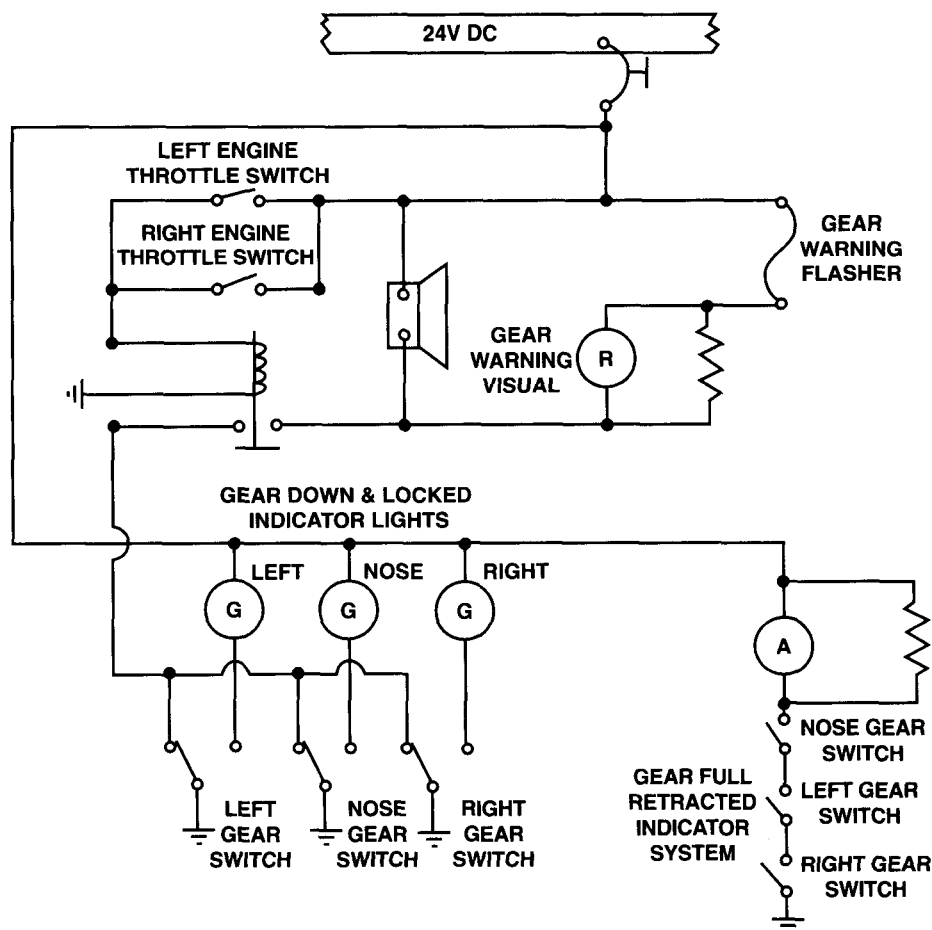 24V DC
LEFT ENGINE
THROTTLE SWITCH
RIGHT ENGINE
THROTTLE SWITCH
GEAR
WARNING
FLASHER
GEAR
WARNING
VISUAL
R
GEAR DOWN & LOCKED
INDICATOR LIGHTS
LEFT
NOSE
RIGHT
G
G
G
A
NOSE GEAR
SWITCH
LEFT GEAR
SWITCH
RIGHT GEAR
SWITCH
GEAR FULL
RETRACTED
INDICATOR
SYSTEM
LEFT
GEAR
SWITCH
NOSE
GEAR
SWITCH
RIGHT
GEAR
SWITCH